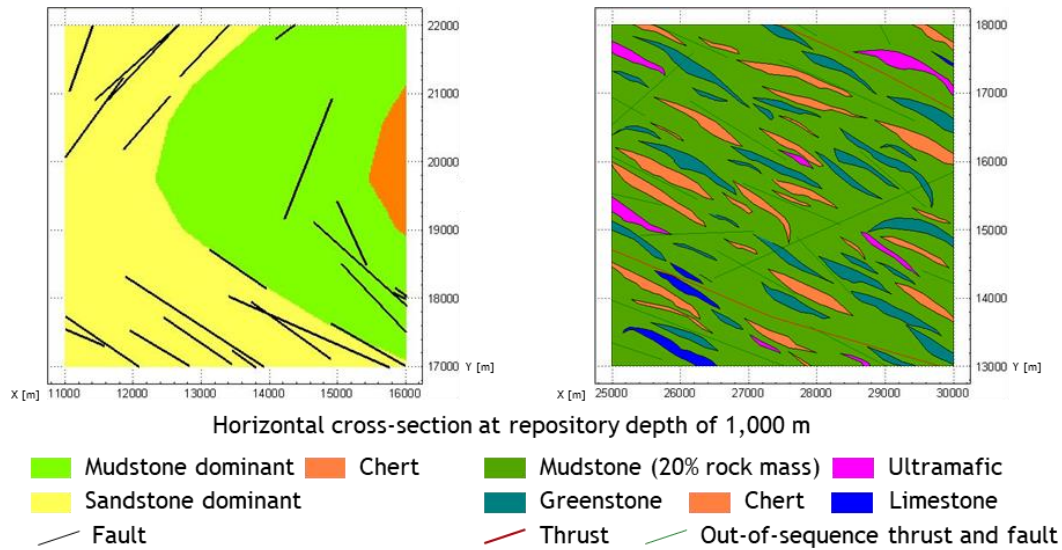 22000
21000
20000
19000
18000
17000
Y [m]
X [m]
11000 12000 13000 14000 15000 16000
18000
17000
16000
15000
14000
13000
Y [m]
X [m]
25000 26000 27000 28000 29000 30000
Horizontal cross-section at repository depth of 1,000 m
Mudstone dominant Chert
Sandstone dominant
Fault
Mudstone (20% rock mass) Ultramafic
Greenstone Chert Limestone
Thrust Out-of-sequence thrust and fault